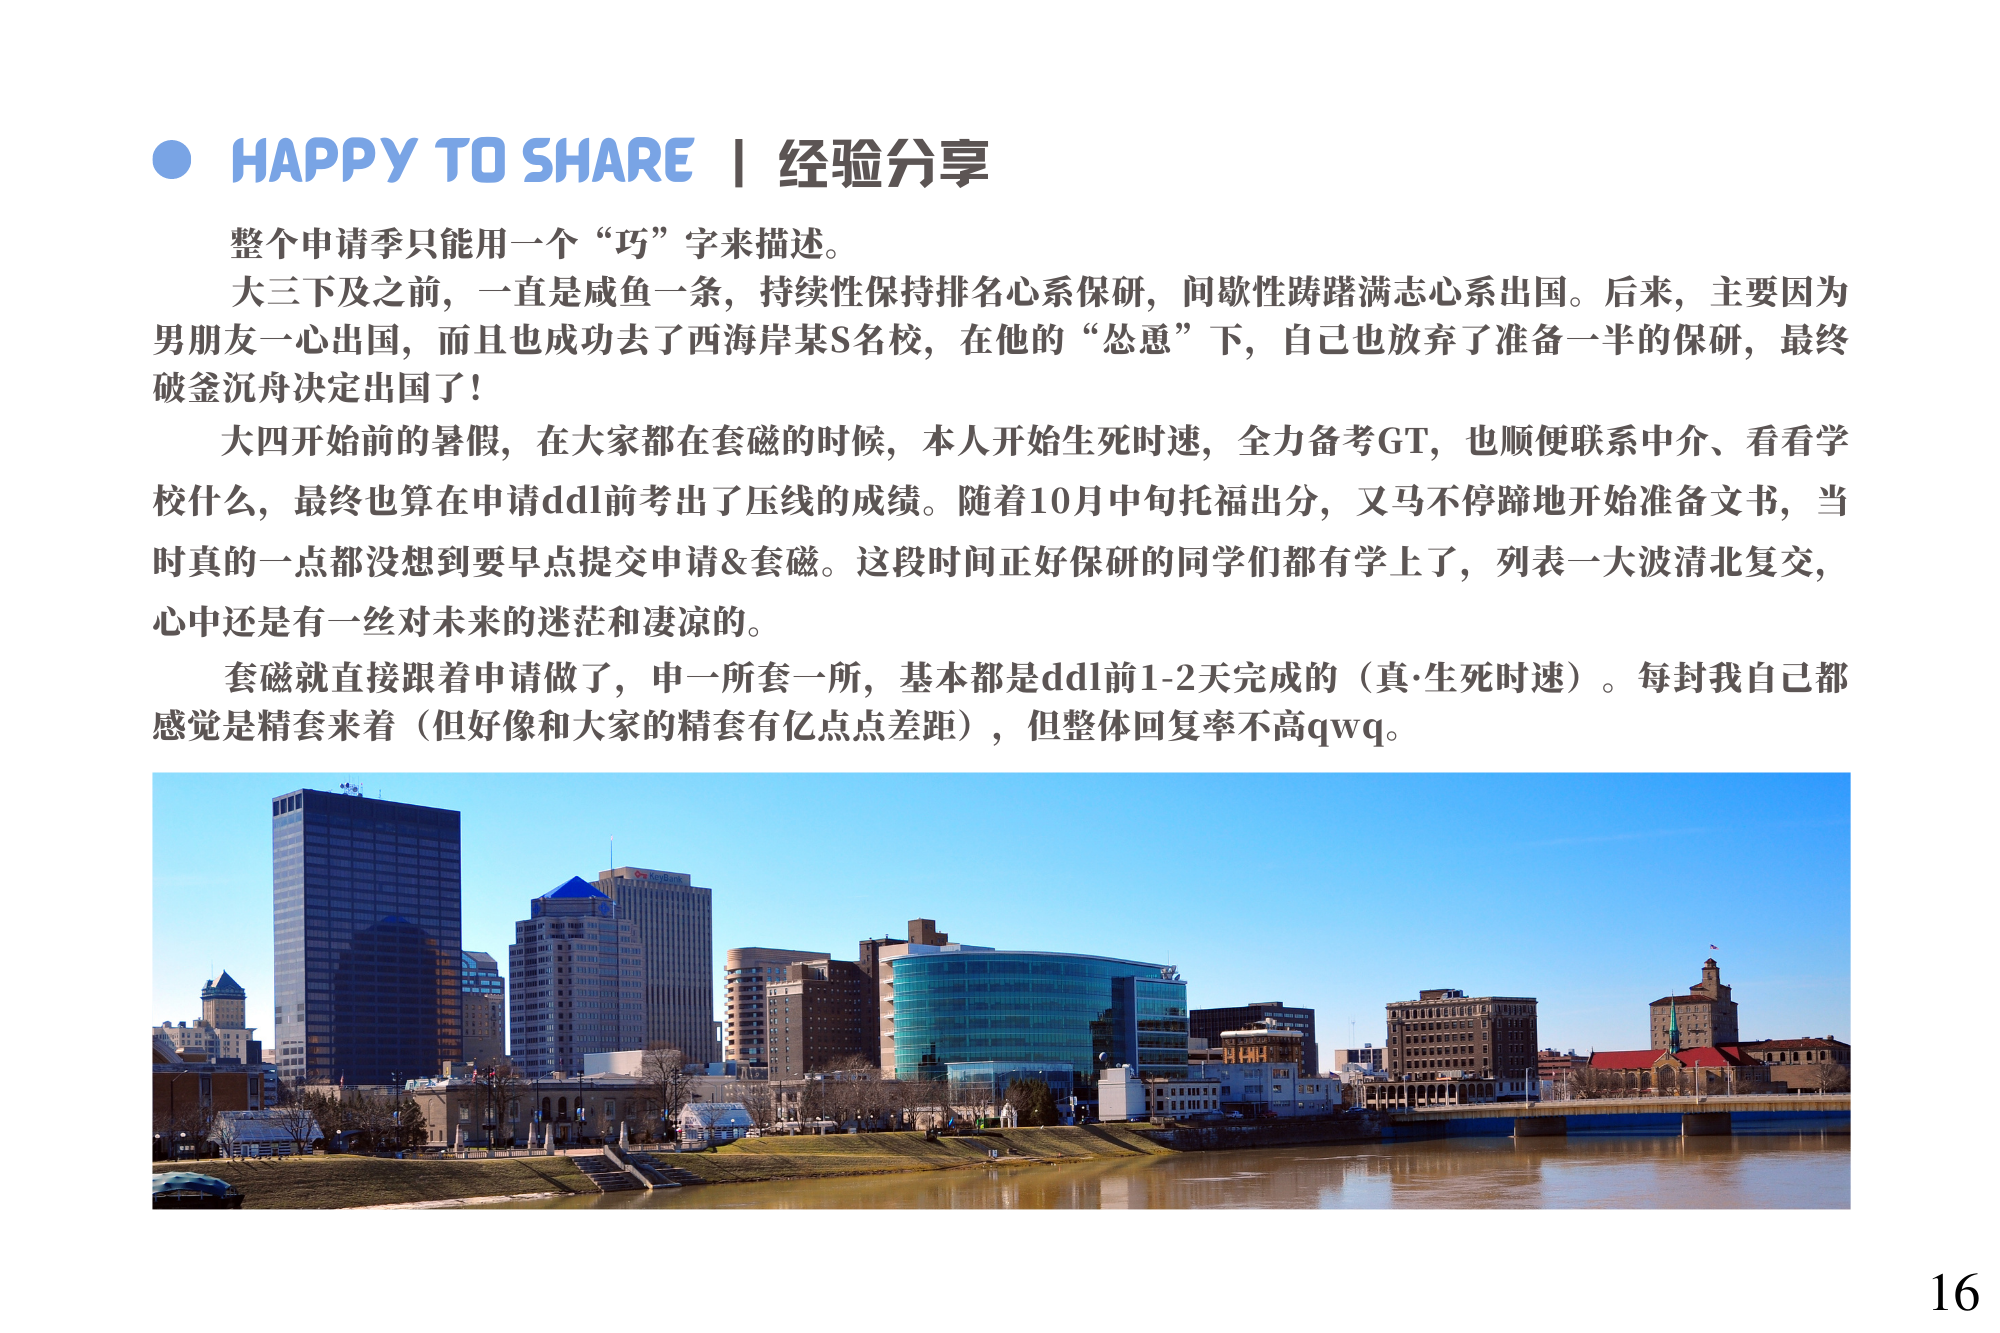 HAPPY TO SHARE | 经验分享
整个申请季只能用一个“巧”字来描述。
大三下及之前，一直是咸鱼一条，持续性保持排名心系保研，间歇性踌躇满志心系出国。后来，主要因为
男朋友一心出国，而且也成功去了西海岸某S名校，在他的“怂恿”下，自己也放弃了准备一半的保研，最终
破釜沉舟决定出国了！
大四开始前的暑假，在大家都在套磁的时候，本人开始生死时速，全力备考GT，也顺便联系中介、看看学
校什么，最终也算在申请ddl前考出了压线的成绩。随着10月中旬托福出分，又马不停蹄地开始准备文书，当
时真的一点都没想到要早点提交申请&套磁。这段时间正好保研的同学们都有学上了，列表一大波清北复交，
心中还是有一丝对未来的迷茫和凄凉的。
套磁就直接跟着申请做了，申一所套一所，基本都是ddl前1-2天完成的（真·生死时速）。每封我自己都
感觉是精套来着（但好像和大家的精套有亿点点差距），但整体回复率不高qwq。
KeyBank
16